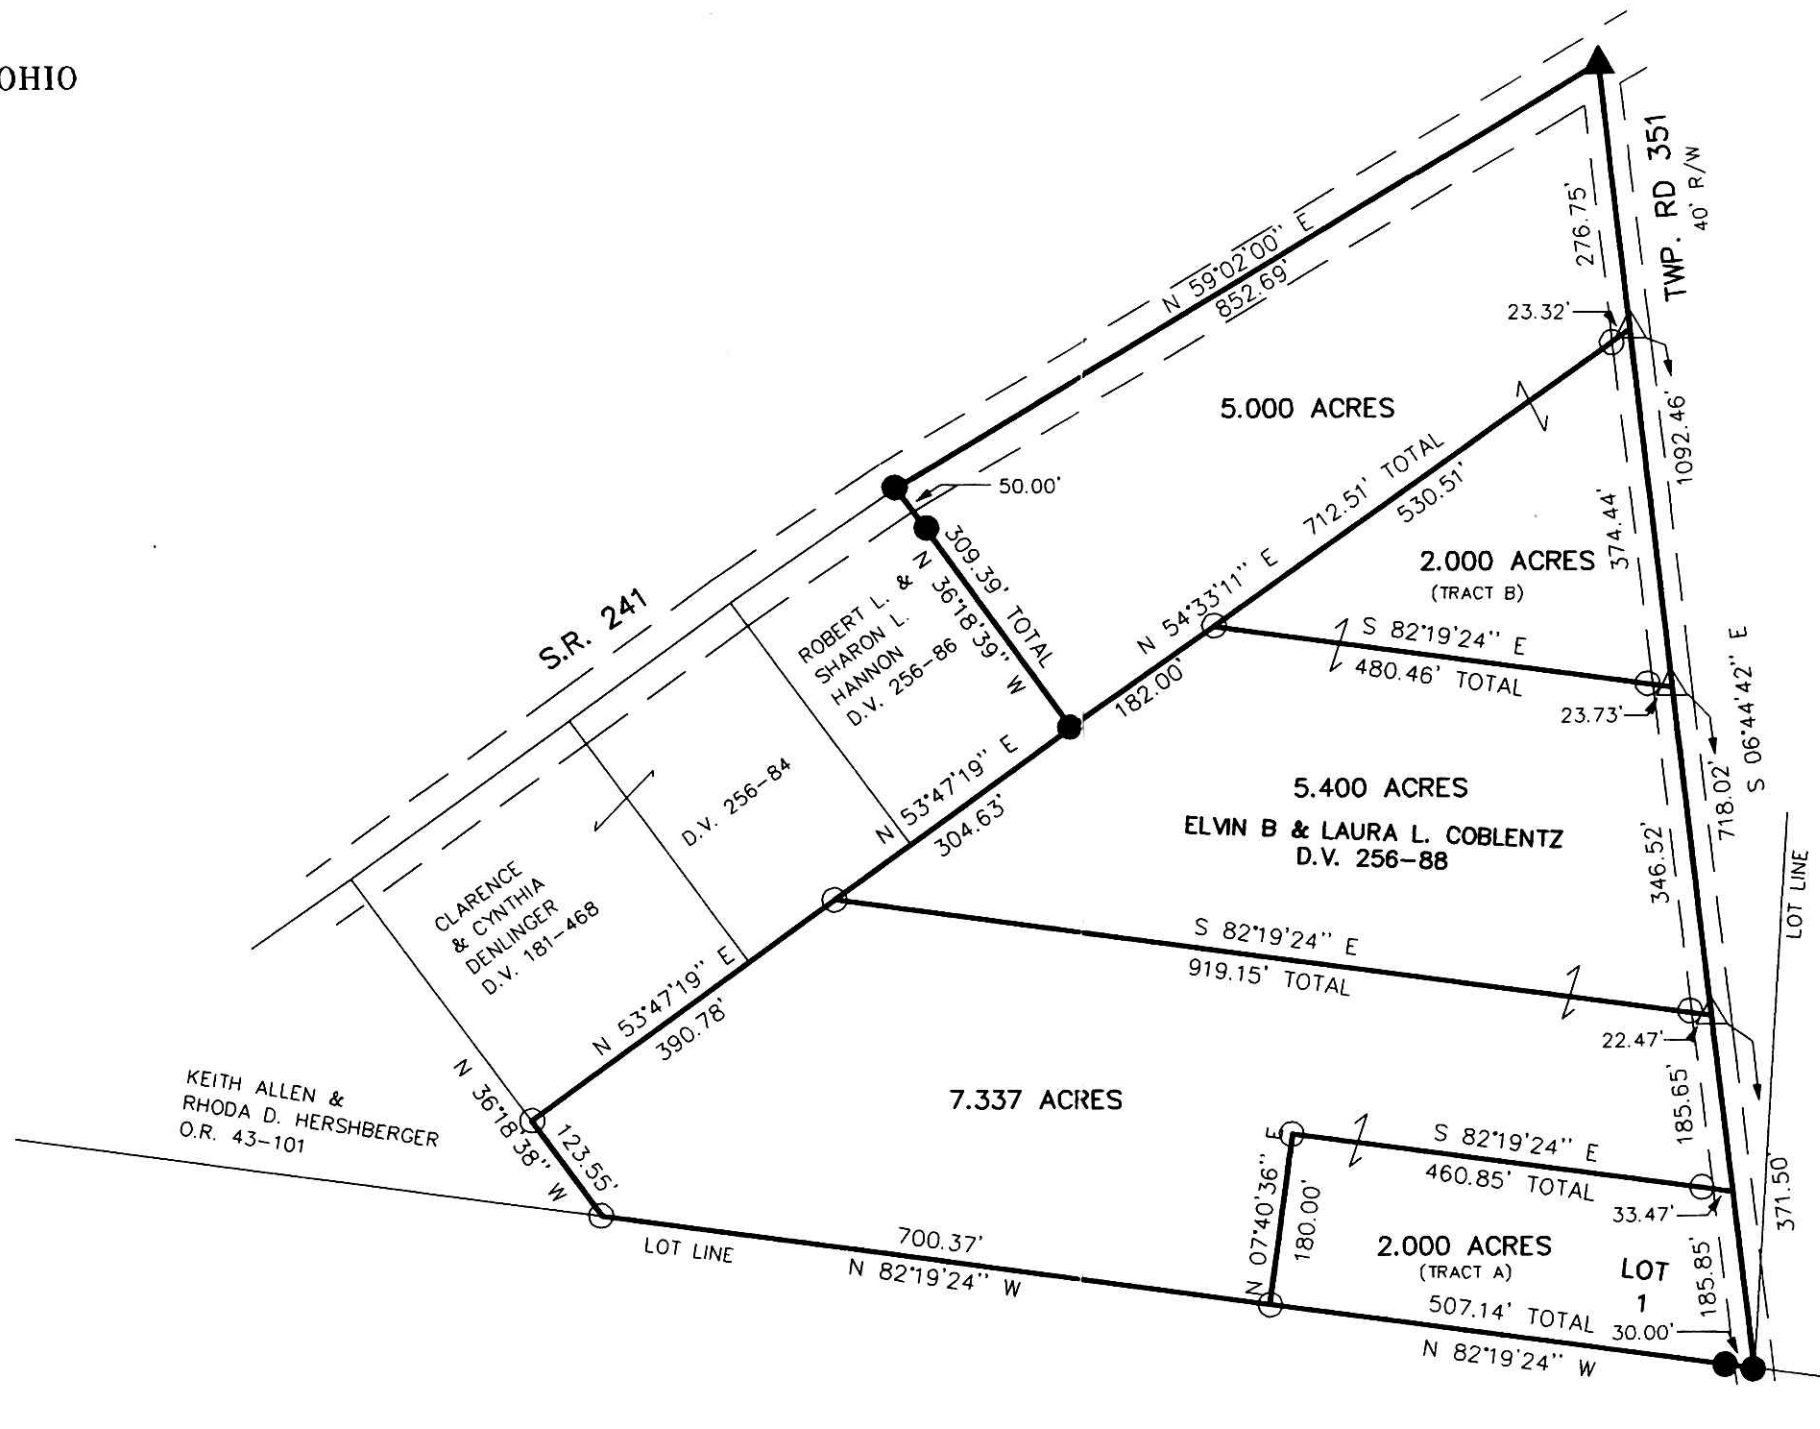 OHIO
N 59°02'00" E
852.69'
TWP. RD 351
40' R/W
276.75'
23.32'
1092.46'
5.000 ACRES
50.00'
712.51' TOTAL
530.51'
374.44'
309.39' TOTAL
N 36°18'39" W
N 54°33'11" E
182.00'
2.000 ACRES
(TRACT B)
S 82°19'24" E
480.46' TOTAL
23.73'
S 06°44'42" E
718.02'
S.R. 241
ROBERT L. &
SHARON L.
HANNON
D.V. 256-86
D.V. 256-84
N 53°47'19" E
304.63'
5.400 ACRES
ELVIN B & LAURA L. COBLENTZ
D.V. 256-88
346.52'
LOT LINE
CLARENCE
& CYNTHIA
DENLINGER
D.V. 181-468
N 53°47'19" E
390.78'
S 82°19'24" E
919.15' TOTAL
22.47'
185.65'
KEITH ALLEN &
RHODA D. HERSHBERGER
O.R. 43-101
N 36°18'38" W
123.55'
7.337 ACRES
S 82°19'24" E
460.85' TOTAL
33.47'
371.50'
N 07°40'36" E
180.00'
LOT LINE
700.37'
N 82°19'24" W
2.000 ACRES
(TRACT A)
LOT
1
185.85'
507.14' TOTAL
30.00'
N 82°19'24" W